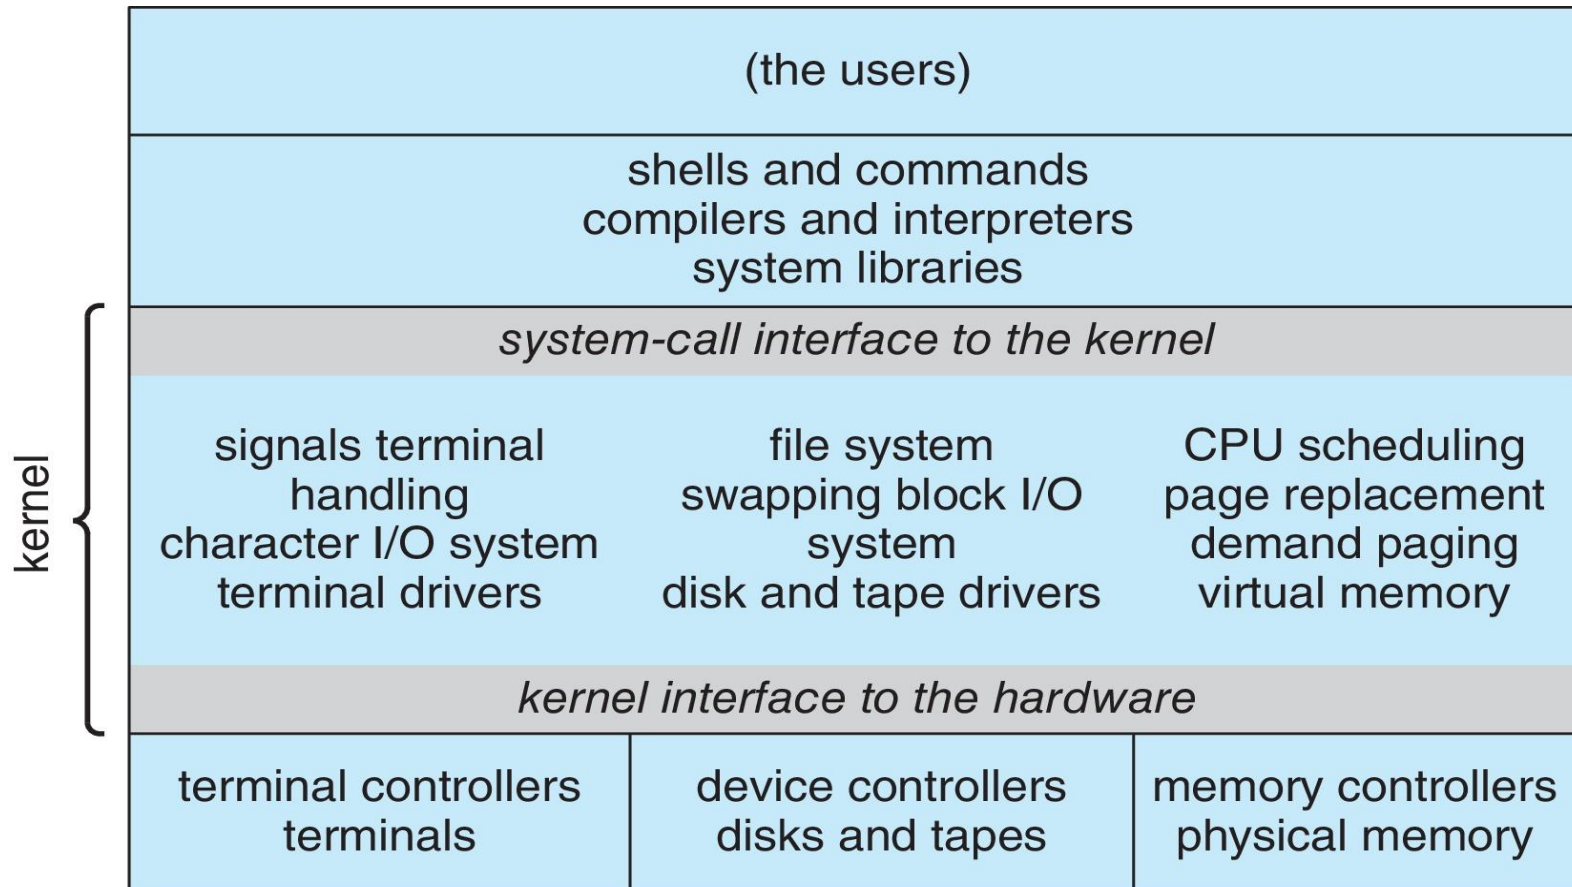 (the users)
shells and commands
compilers and interpreters
system libraries
kernel
system-call interface to the kernel
signals terminal
handling
character I/O system
terminal drivers
file system
swapping block I/O
system
disk and tape drivers
CPU scheduling
page replacement
demand paging
virtual memory
kernel interface to the hardware
terminal controllers
terminals
device controllers
disks and tapes
memory controllers
physical memory